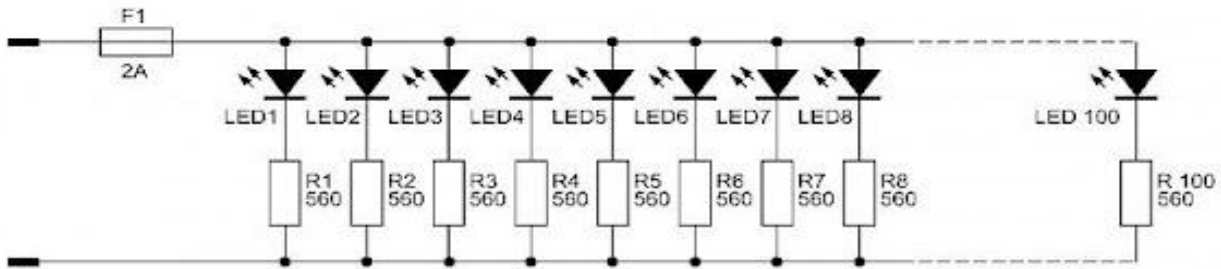 F1
2A
LED1 LED2 LED3 LED4 LED5 LED6 LED7 LED8 LED 100
R1 R2 R3 R4 R5 R6 R7 R8 R 100
560 560 560 560 560 560 560 560 560